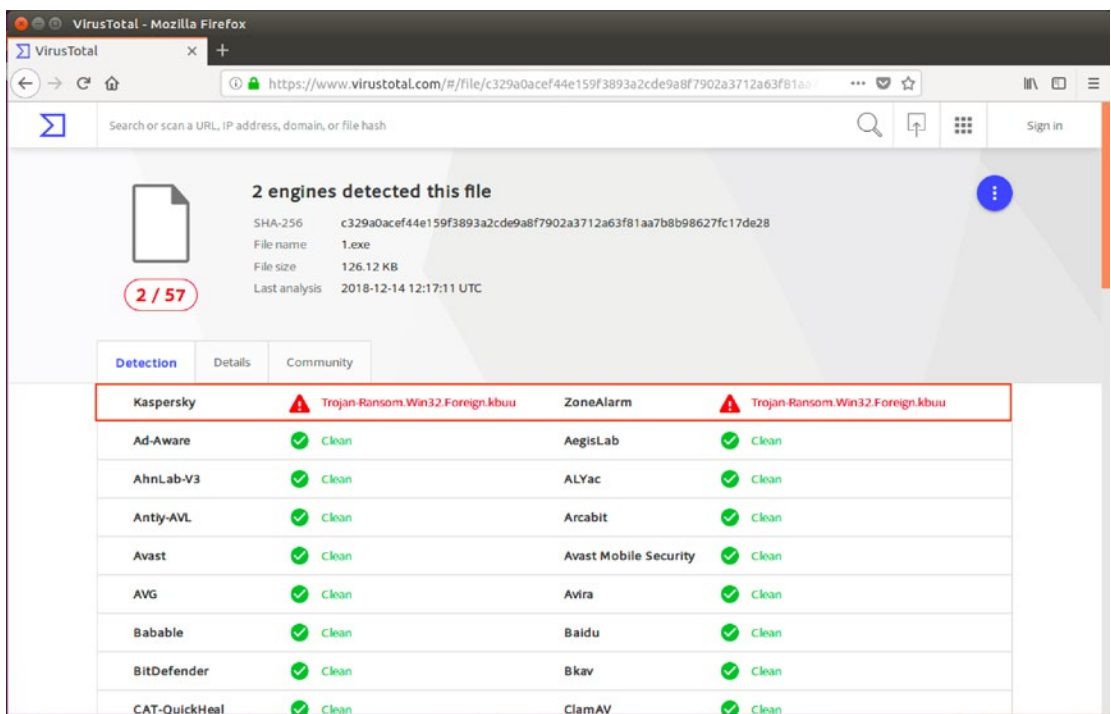 VirusTotal - Mozilla Firefox
VirusTotal
https://www.virustotal.com/#/file/c329a0acef44e159f3893a2cde9a8f7902a3712a63f81aa7
Search or scan a URL, IP address, domain, or file hash
Sign in
2 engines detected this file
SHA-256 c329a0acef44e159f3893a2cde9a8f7902a3712a63f81aa7b8b98627fc17de28
File name 1.exe
File size 126.12 KB
Last analysis 2018-12-14 12:17:11 UTC
2 / 57
Detection Details Community
Kaspersky Trojan-Ransom.Win32.Foreign.kbuu ZoneAlarm Trojan-Ransom.Win32.Foreign.kbuu
Ad-Aware Clean AegisLab Clean
AhnLab-V3 Clean ALYac Clean
Antiy-AVL Clean Arcabit Clean
Avast Clean Avast Mobile Security Clean
AVG Clean Avira Clean
Babable Clean Baidu Clean
BitDefender Clean Bkav Clean
CAT-QuickHeal Clean ClamAV Clean